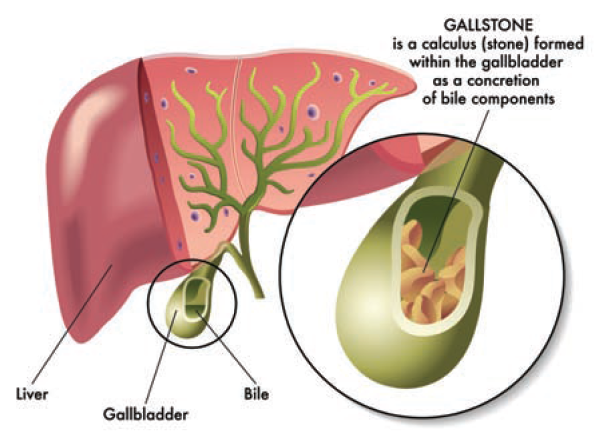 GALLSTONE
is a calculus (stone) formed
within the gallbladder
as a concretion
of bile components
Liver
Gallbladder
Bile